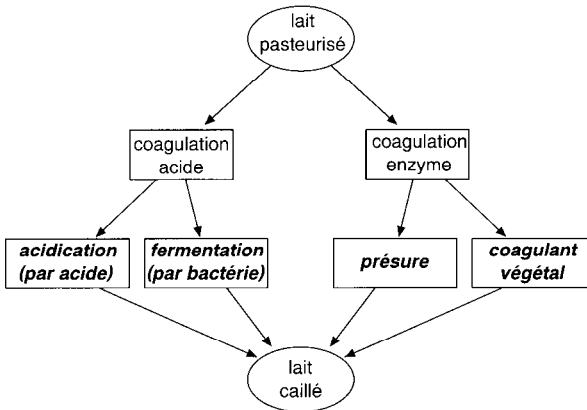 lait
pasteurisé
coagulation
acide
coagulation
enzyme
acidication
(par acide)
fermentation
(par bactérie)
présure
coagulant
végétal
lait
caillé